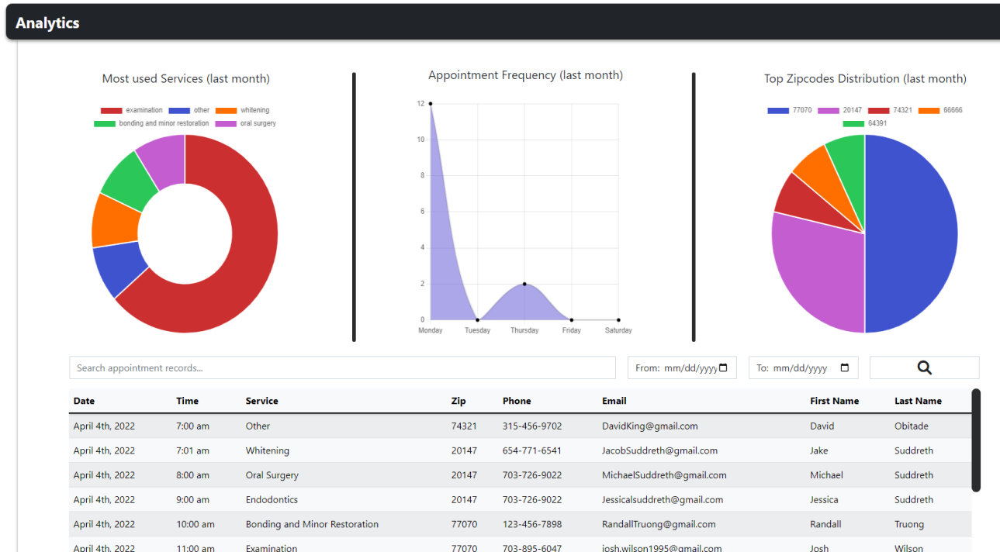 Analytics
Most used Services (last month)
examination other whitening
bonding and minor restoration oral surgery
Appointment Frequency (last month)
12
10
8
6
4
2
0
Monday Tuesday Thursday Friday Saturday
Top Zipcodes Distribution (last month)
77070 20147 74321 66666
64391
Search appointment records... From: mm/dd/yyyy To: mm/dd/yyyy
Date Time Service Zip Phone Email First Name Last Name
April 4th, 2022 7:00 am Other 74321 315-456-9702 DavidKing@gmail.com David Obitade
April 4th, 2022 7:01 am Whitening 20147 654-771-6541 JacobSuddreth@gmail.com Jake Suddreth
April 4th, 2022 8:00 am Oral Surgery 20147 703-726-9022 MichaelSuddreth@gmail.com Michael Suddreth
April 4th, 2022 9:00 am Endodontics 20147 703-726-9022 Jessicalsuddreth@gmail.com Jessica Suddreth
April 4th, 2022 10:00 am Bonding and Minor Restoration 77070 123-456-7898 RandallTruong@gmail.com Randall Truong
April 4th, 2022 11:00 am Examination 77070 703-895-6047 josh.wilson1995@gmail.com Josh Wilson